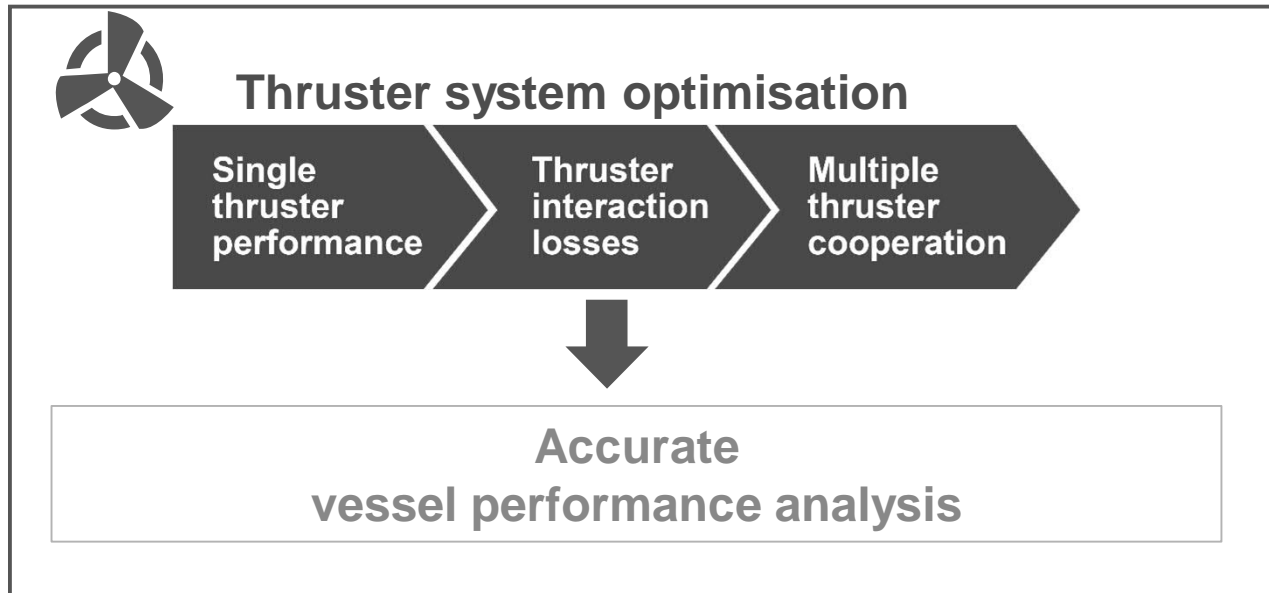 Thruster system optimisation
Single
thruster
performance
Thruster
interaction
losses
Multiple
thruster
cooperation
Accurate
vessel performance analysis